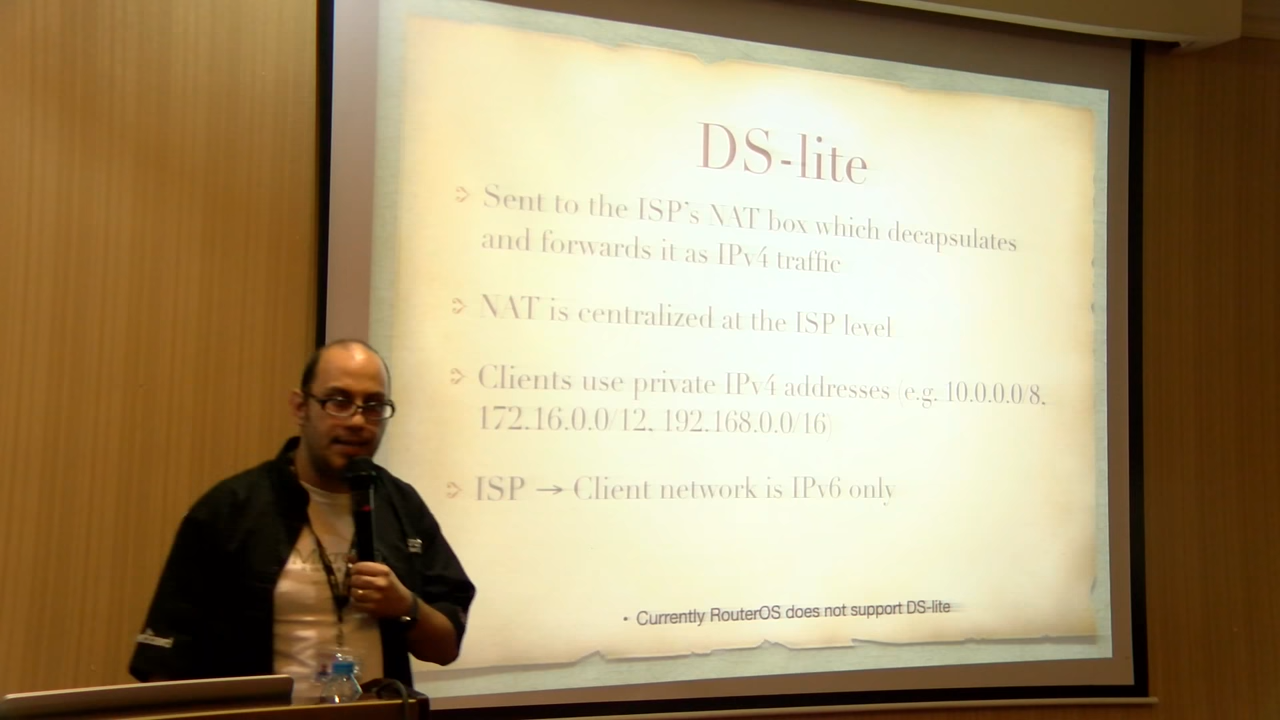 DS-lite
Sent to the ISP's NAT box which decapsulates
and forwards it as IPv4 traffic
NAT is centralized at the ISP level
Clients use private IPv4 addresses (e.g. 10.0.0.0/8,
172.16.0.0/12, 192.168.0.0/16)
ISP → Client network is IPv6 only
• Currently RouterOS does not support DS-lite